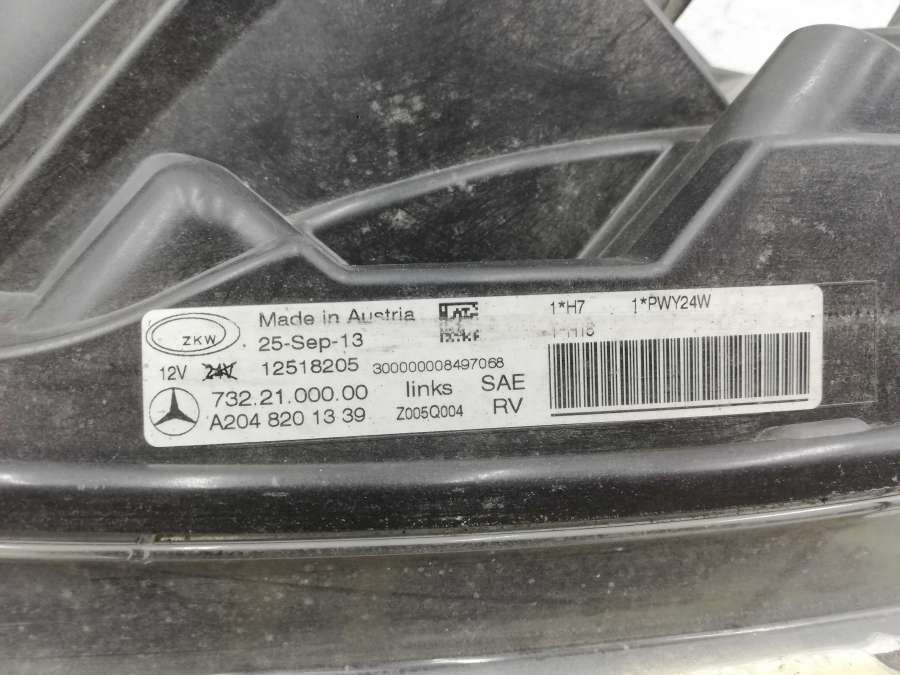 ZKW
Made in Austria
25-Sep-13
12V 24V 12518205 300000008497068
732.21.000.00 links SAE
A204 820 13 39 Z005Q004 RV
1*H7 1*PWY24W